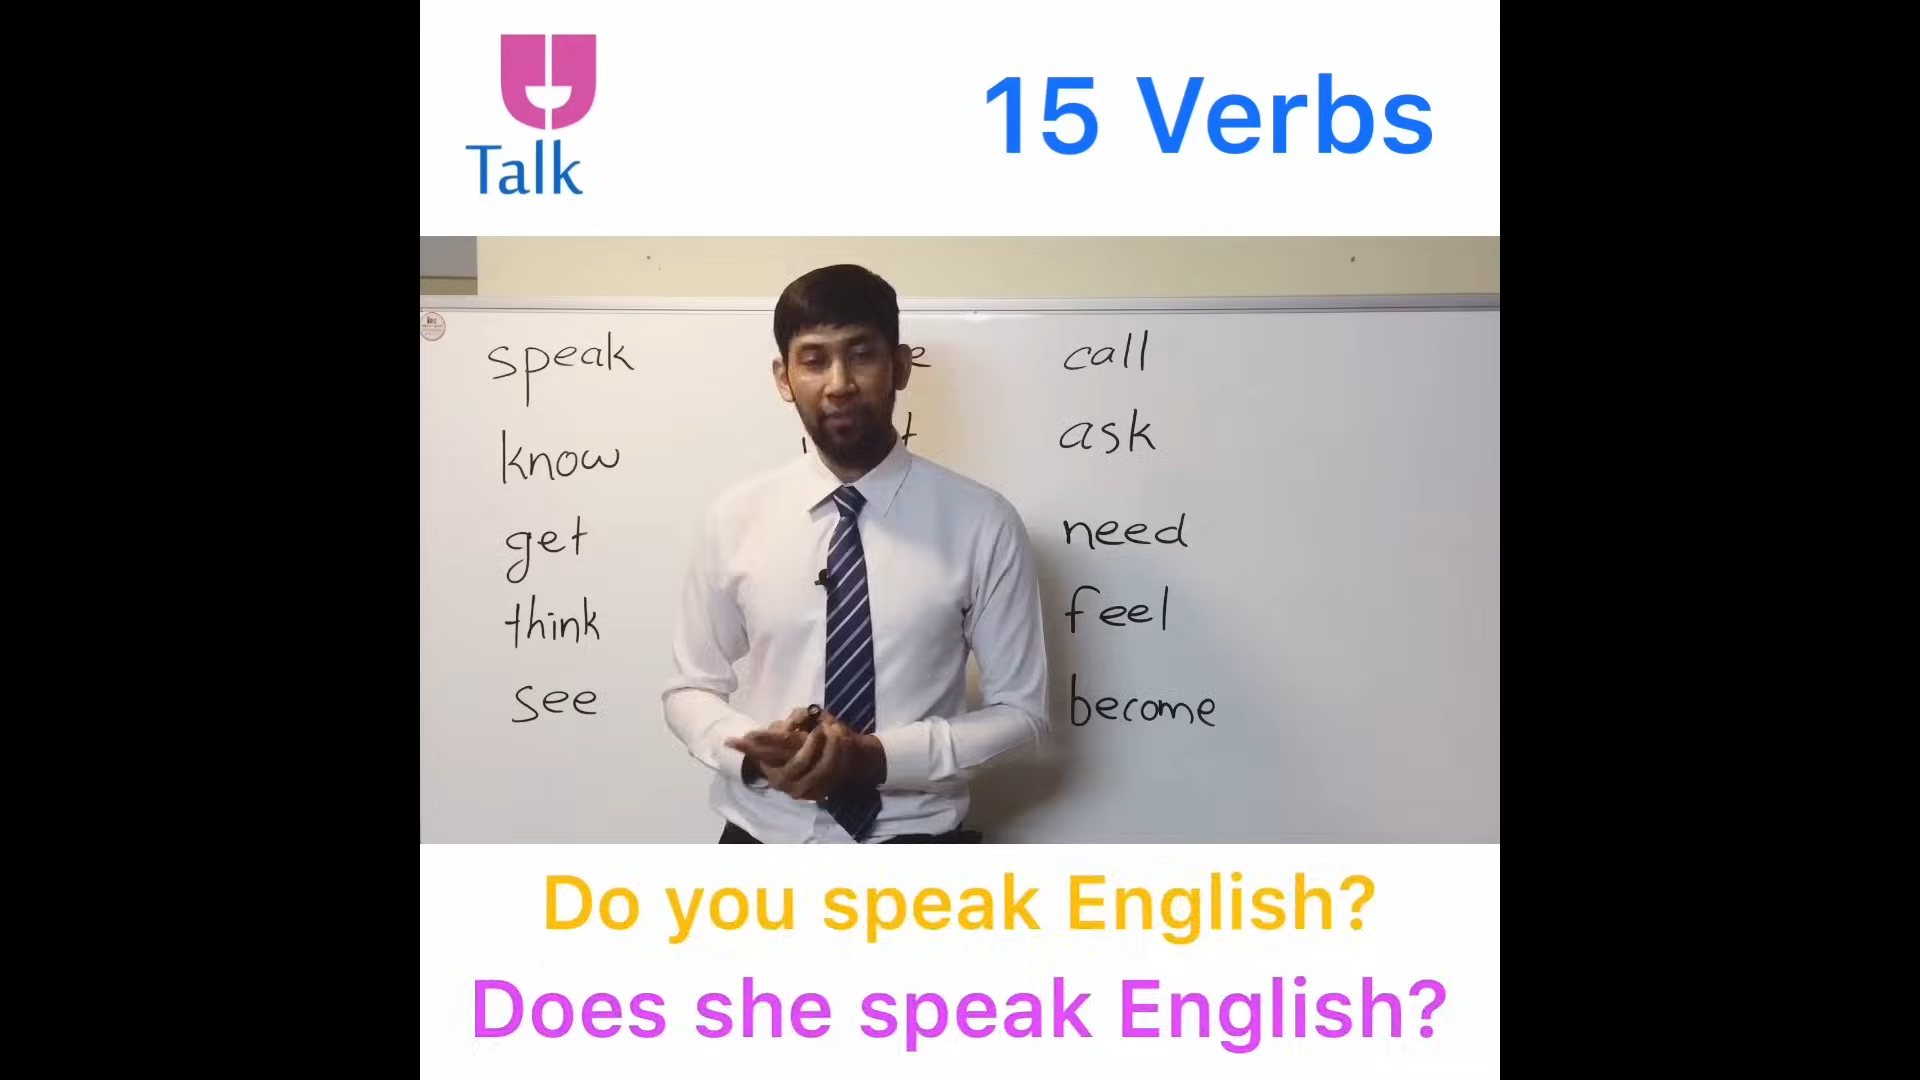 Talk
15 Verbs
speak
know
get
think
see
call
ask
need
feel
become
Do you speak English?
Does she speak English?